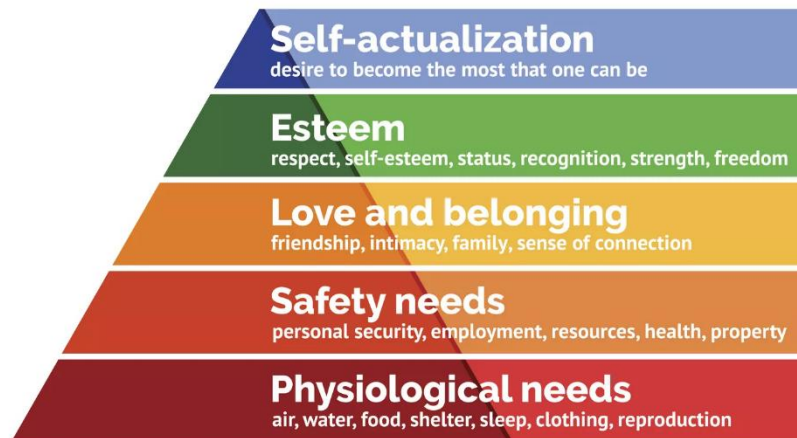 Self-actualization
desire to become the most that one can be
Esteem
respect, self-esteem, status, recognition, strength, freedom
Love and belonging
friendship, intimacy, family, sense of connection
Safety needs
personal security, employment, resources, health, property
Physiological needs
air, water, food, shelter, sleep, clothing, reproduction